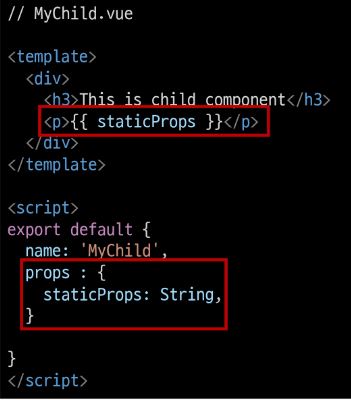 // MyChild.vue
<template>
<div>
<h3>This is child component</h3>
<p>{{ staticProps }}</p>
</div>
</template>
<script>
export default {
name: 'MyChild',
props : {
staticProps: String,
}
}
</script>